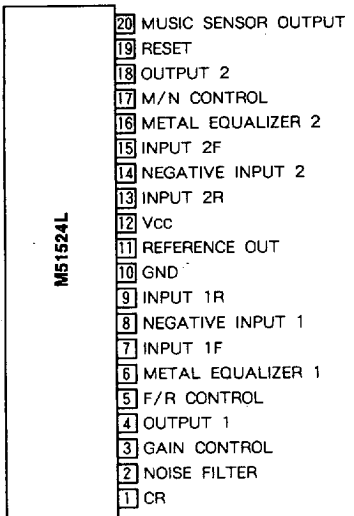 20 MUSIC SENSOR OUTPUT
19 RESET
18 OUTPUT 2
17 M/N CONTROL
16 METAL EQUALIZER 2
15 INPUT 2F
14 NEGATIVE INPUT 2
13 INPUT 2R
12 Vcc
11 REFERENCE OUT
10 GND
9 INPUT 1R
8 NEGATIVE INPUT 1
7 INPUT 1F
6 METAL EQUALIZER 1
5 F/R CONTROL
4 OUTPUT 1
3 GAIN CONTROL
2 NOISE FILTER
1 CR
M51524L